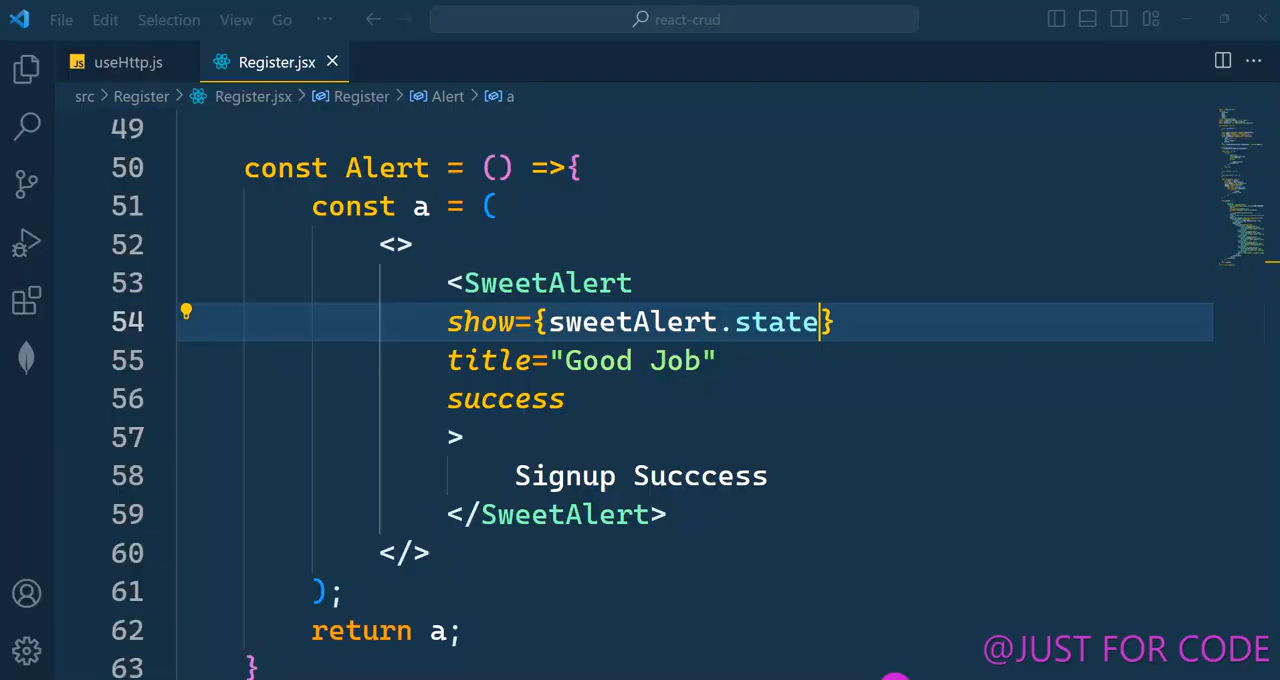 File Edit Selection View Go ··· react-crud
JS useHttp.js Register.jsx ×
src > Register > Register.jsx > Register > Alert > a
49
50 const Alert = () =>{
51 const a = (
52 <>
53 <SweetAlert
54 show={sweetAlert.state}
55 title="Good Job"
56 success
57 >
58 Signup Succcess
59 </SweetAlert>
60 </>
61 );
62 return a;
63 }
@JUST FOR CODE